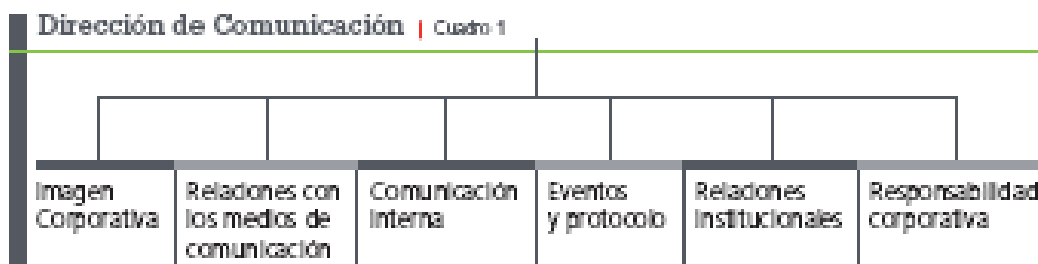 Dirección de Comunicación | Cuadro 1
Imagen
Corporativa
Relaciones con
los medios de
comunicación
Comunicación
interna
Eventos
y protocolo
Relaciones
institucionales
Responsabilidad
corporativa